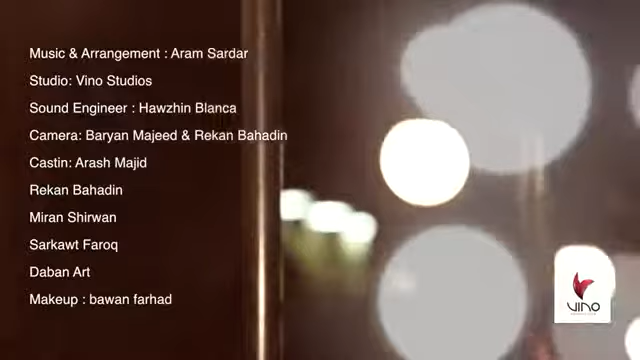 Music & Arrangement : Aram Sardar
Studio: Vino Studios
Sound Engineer : Hawzhin Blanca
Camera: Baryan Majeed & Rekan Bahadin
Castin: Arash Majid
Rekan Bahadin
Miran Shirwan
Sarkawt Faroq
Daban Art
Makeup : bawan farhad
VINO